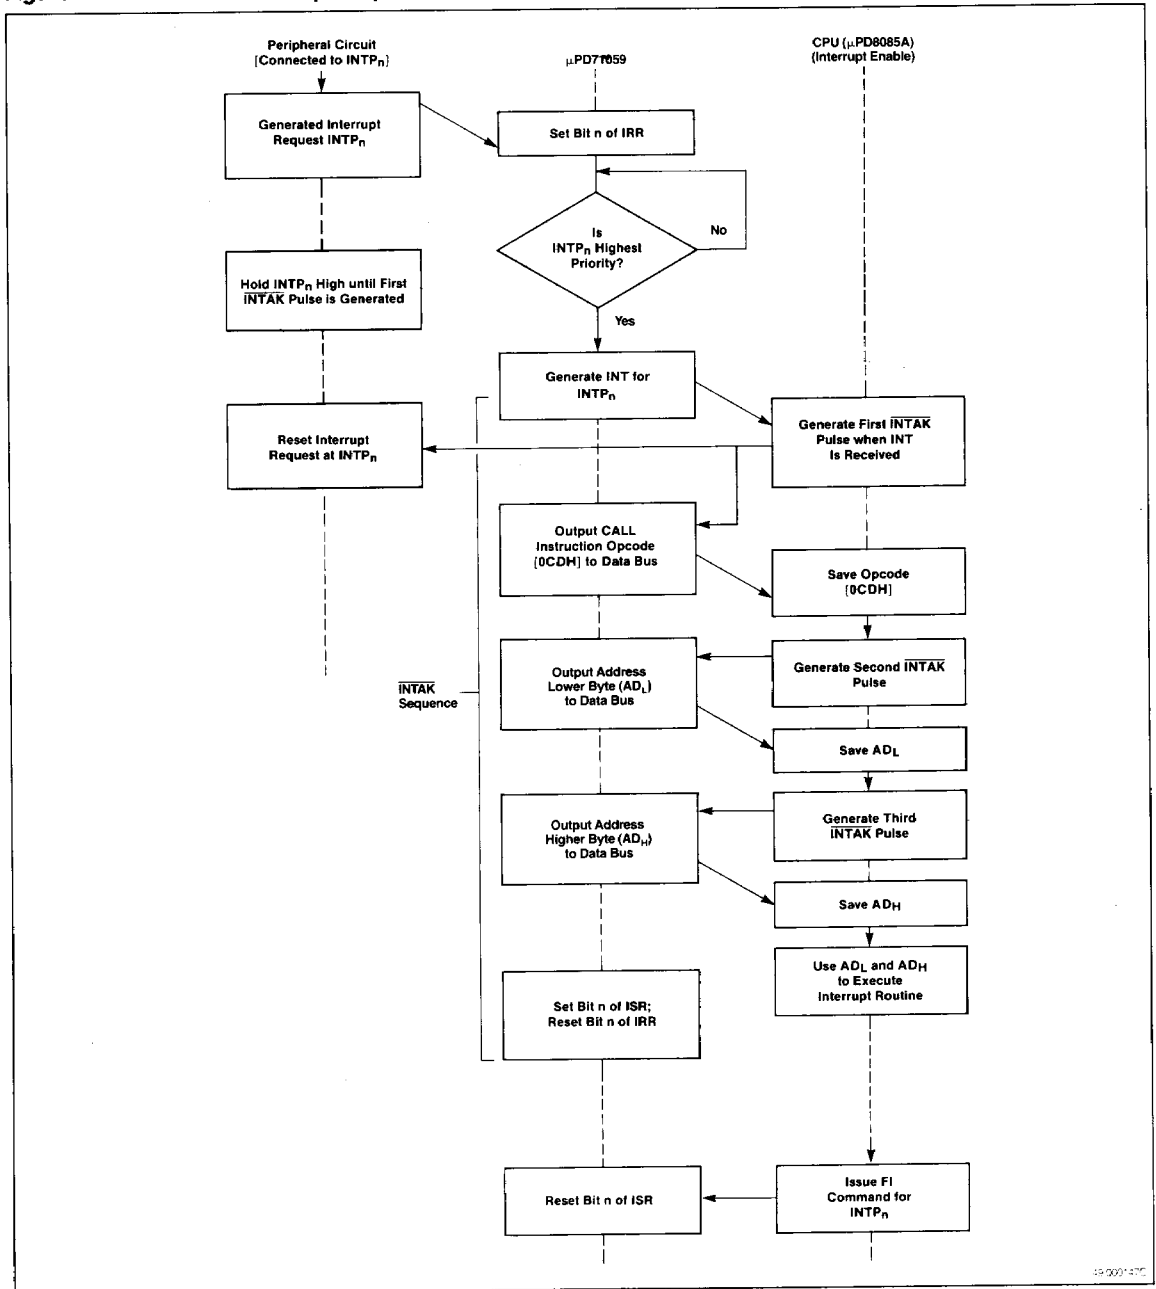 Peripheral Circuit
[Connected to INTPn]
μPD71059
CPU (μPD8085A)
(Interrupt Enable)
Generated Interrupt
Request INTPn
Set Bit n of IRR
Is
INTPn Highest
Priority?
No
Yes
Hold INTPn High until First
INTAK Pulse is Generated
Generate INT for
INTPn
Generate First INTAK
Pulse when INT
Is Received
Reset Interrupt
Request at INTPn
Output CALL
Instruction Opcode
[0CDH] to Data Bus
Save Opcode
[0CDH]
Generate Second INTAK
Pulse
Output Address
Lower Byte (ADL)
to Data Bus
INTAK
Sequence
Save ADL
Generate Third
INTAK Pulse
Output Address
Higher Byte (ADH)
to Data Bus
Save ADH
Use ADL and ADH
to Execute
Interrupt Routine
Set Bit n of ISR;
Reset Bit n of IRR
Issue FI
Command for
INTPn
Reset Bit n of ISR